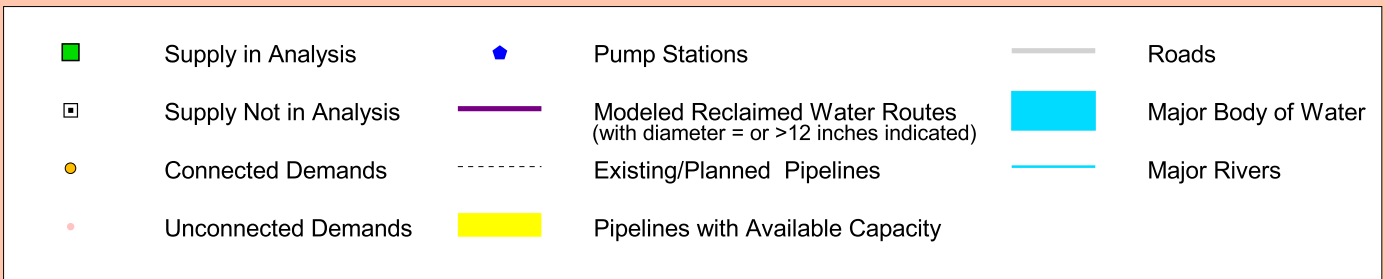 Supply in Analysis
Supply Not in Analysis
Connected Demands
Unconnected Demands
Pump Stations
Modeled Reclaimed Water Routes
(with diameter = or >12 inches indicated)
Existing/Planned  Pipelines
Pipelines with Available Capacity
Roads
Major Body of Water
Major Rivers